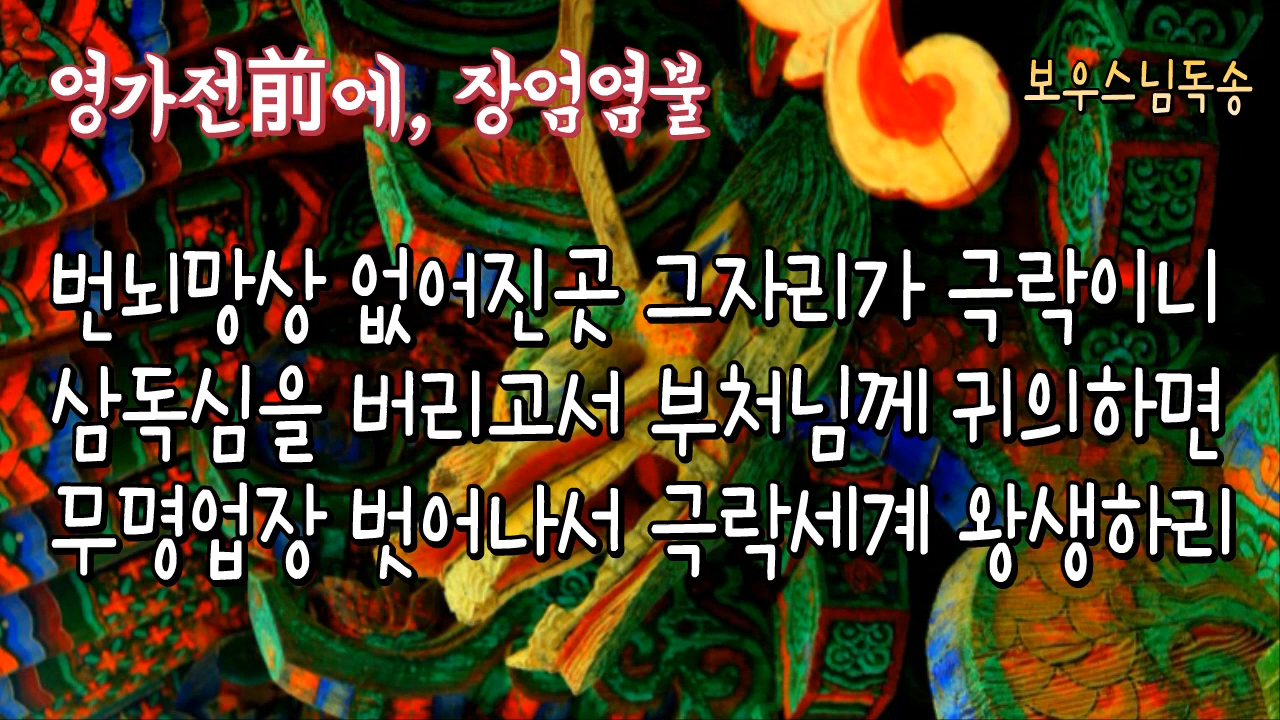 영가전前에, 장엄염불
보우스님독송
번뇌망상 없어진곳 그자리가 극락이니
삼독심을 버리고서 부처님께 귀의하면
무명업장 벗어나서 극락세계 왕생하리